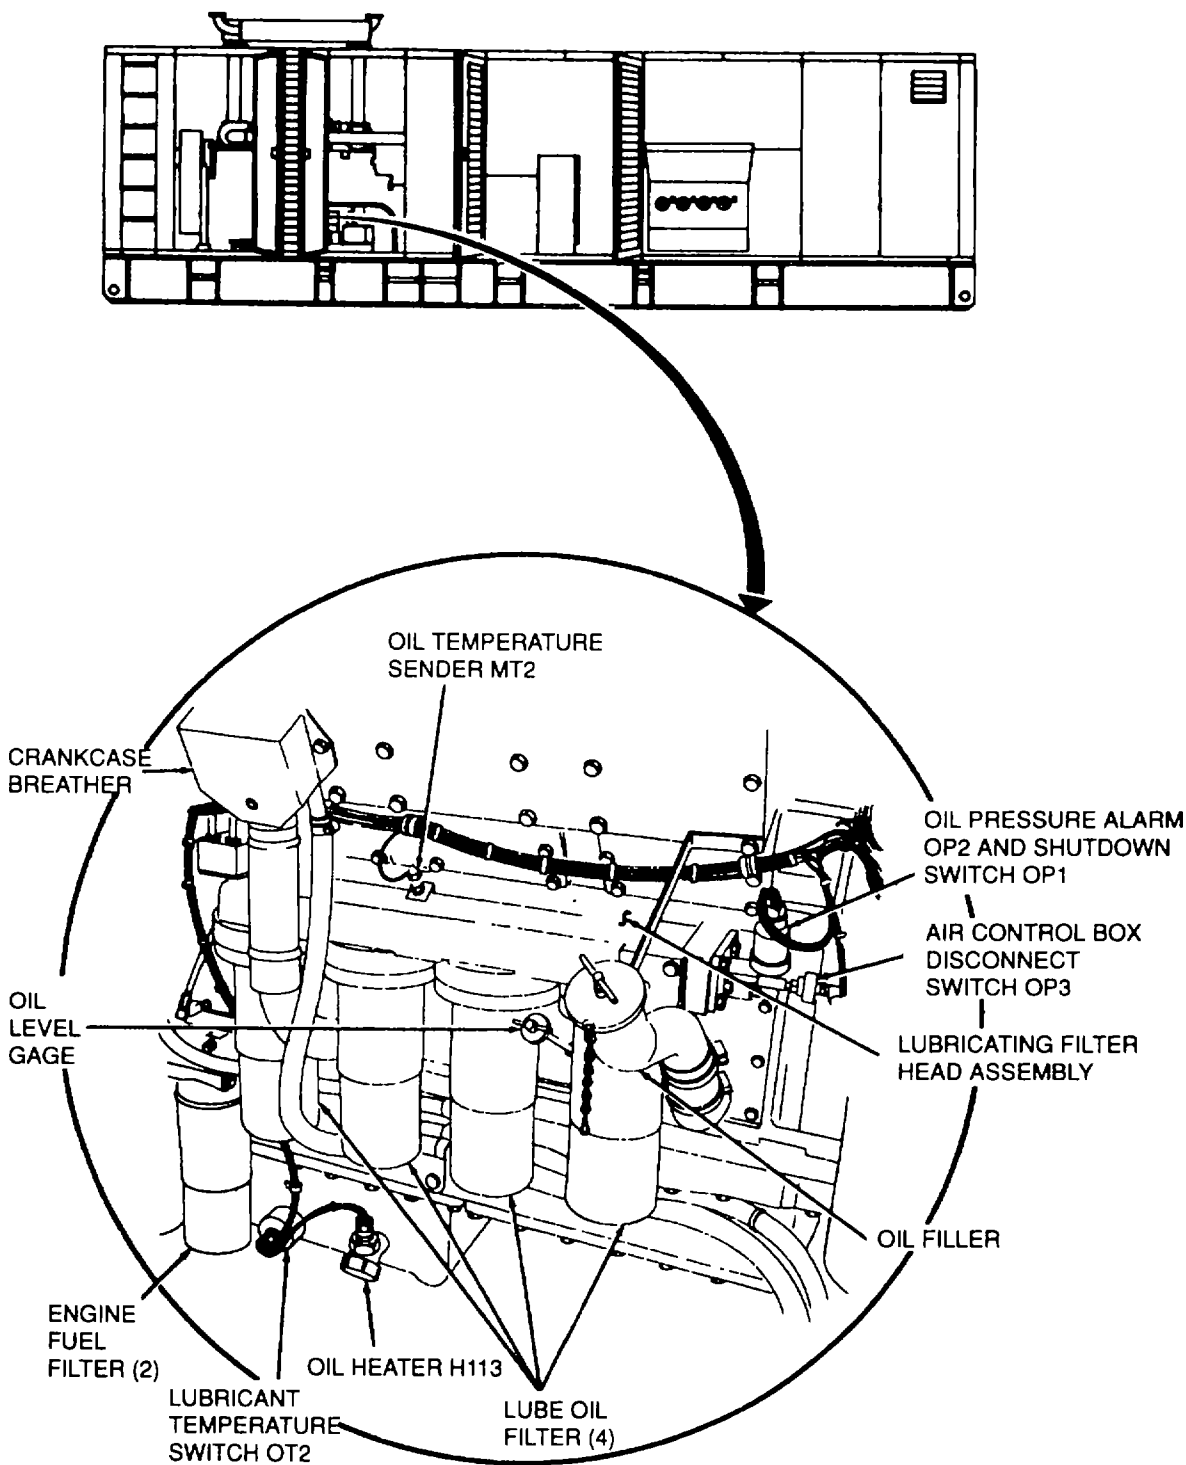 OIL TEMPERATURE
SENDER MT2
CRANKCASE
BREATHER
OIL PRESSURE ALARM
OP2 AND SHUTDOWN
SWITCH OP1
AIR CONTROL BOX
DISCONNECT
SWITCH OP3
OIL
LEVEL
GAGE
LUBRICATING FILTER
HEAD ASSEMBLY
OIL FILLER
ENGINE
FUEL
FILTER (2)
OIL HEATER H113
LUBRICANT
TEMPERATURE
SWITCH OT2
LUBE OIL
FILTER (4)